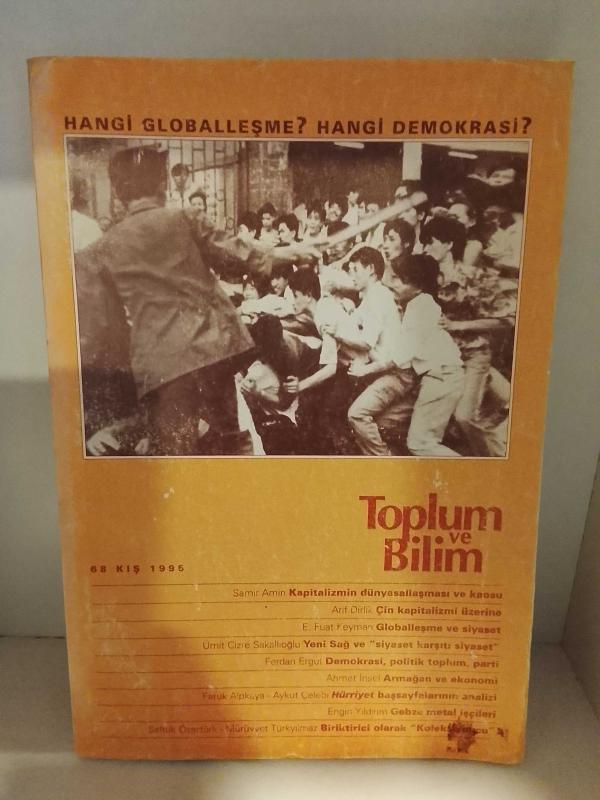 HANGİ GLOBALLEŞME? HANGİ DEMOKRASİ?
Toplum
ve
Bilim
68 KIŞ 1995
Samir Amin Kapitalizmin dünyasallaşması ve kaosu
Arif Dirlik Çin kapitalizmi üzerine
E. Fuat Keyman Globalleşme ve siyaset
Ümit Cizre Sakallıoğlu Yeni Sağ ve "siyaset karşıtı siyaset"
Ferdan Ergut Demokrasi, politik toplum, parti
Ahmet İnsel Armağan ve ekonomi
Faruk Alpkaya - Aykut Çelebi Hürriyet başsayfalarının analizi
Engin Yıldırım Gebze metal işçileri
Mürüvvet Türkyılmaz Biriktirici olarak